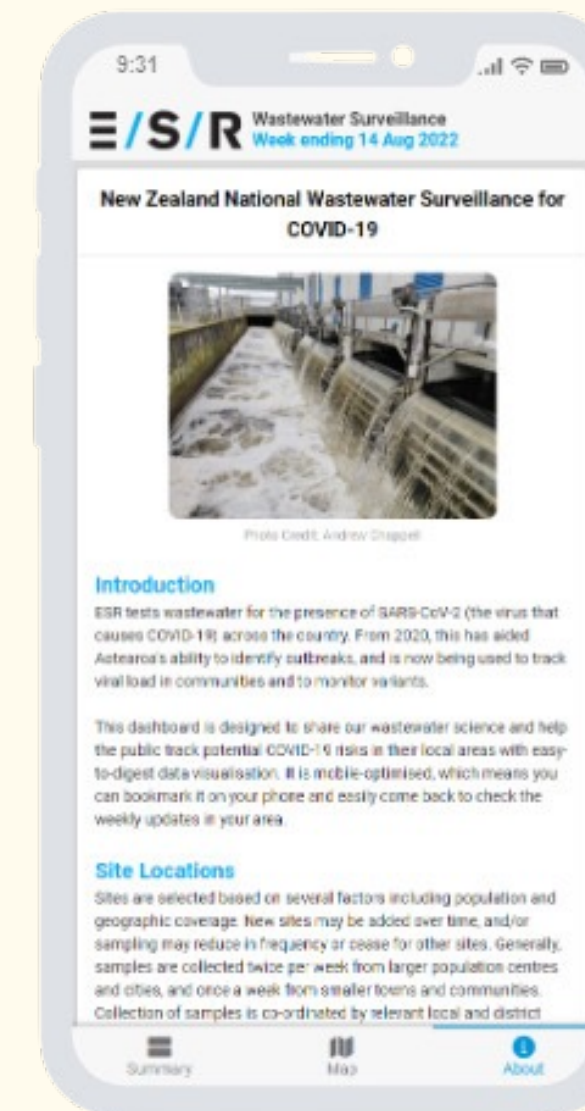 9:31
E/S/R Wastewater Surveillance
Week ending 14 Aug 2022
New Zealand National Wastewater Surveillance for
COVID-19
Photo Credit: Andrew Chappell
Introduction
ESR tests wastewater for the presence of SARS-CoV-2 (the virus that
causes COVID-19) across the country. From 2020, this has aided
Aotearoa's ability to identify outbreaks, and is now being used to track
viral load in communities and to monitor variants.
This dashboard is designed to share our wastewater science and help
the public track potential COVID-19 risks in their local areas with easy-
to-digest data visualisation. It is mobile-optimised, which means you
can bookmark it on your phone and easily come back to check the
weekly updates in your area.
Site Locations
Sites are selected based on several factors including population and
geographic coverage. New sites may be added over time, and/or
sampling may reduce in frequency or cease for other sites. Generally,
samples are collected twice per week from larger population centres
and cities, and once a week from smaller towns and communities.
Collection of samples is co-ordinated by relevant local and district
Summary
Map
About